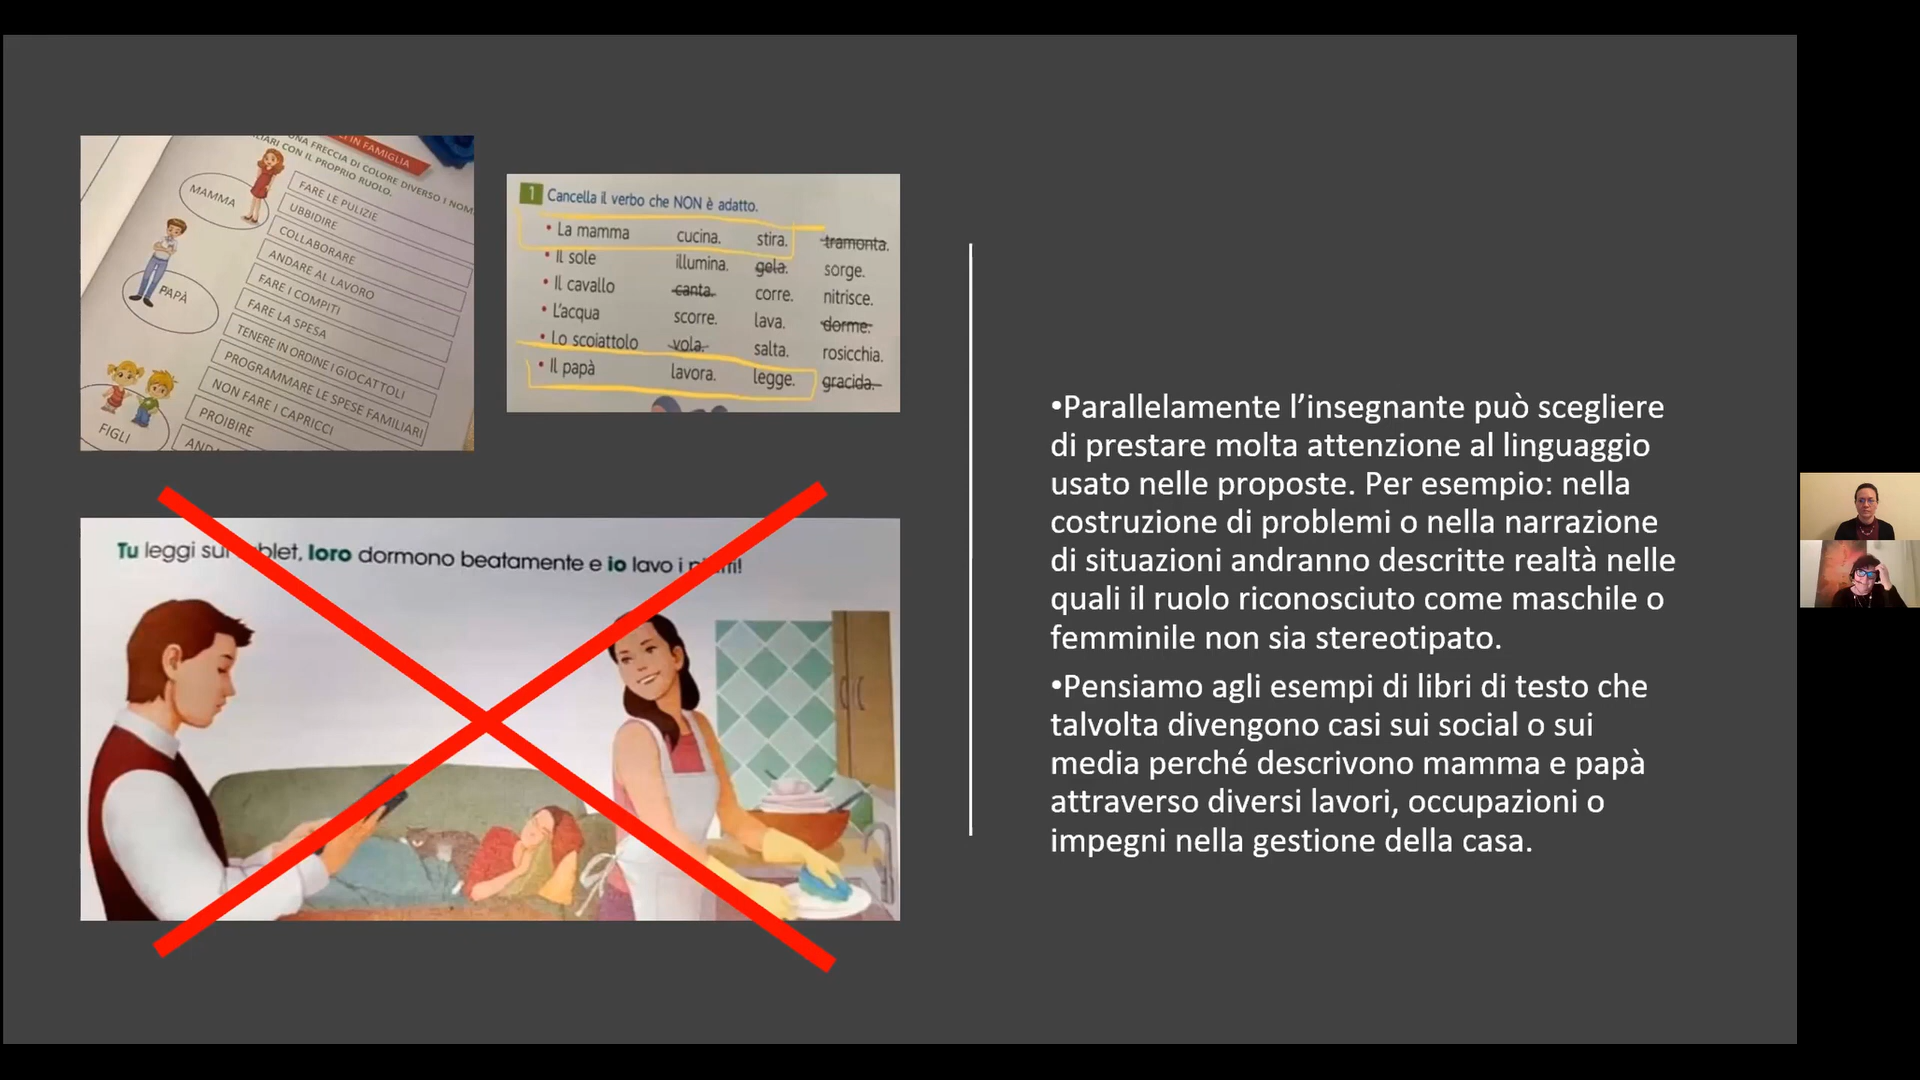 I IN FAMIGLIA
UNA FRECCIA DI COLORE DIVERSO I NOM
LIARI CON IL PROPRIO RUOLO.
MAMMA
PAPÀ
FIGLI
FARE LE PULIZIE
UBBIDIRE
COLLABORARE
ANDARE AL LAVORO
FARE I COMPITI
FARE LA SPESA
TENERE IN ORDINE I GIOCATTOLI
PROGRAMMARE LE SPESE FAMILIARI
NON FARE I CAPRICCI
PROIBIRE
ANDA
1 Cancella il verbo che NON è adatto.
• La mamma cucina. stira. tramonta.
• Il sole illumina. gela. sorge.
• Il cavallo canta. corre. nitrisce.
• L'acqua scorre. lava. dorme.
• Lo scoiattolo vola. salta. rosicchia.
• Il papà lavora. legge. gracida.
Tu leggi sul tablet, loro dormono beatamente e io lavo i piatti!
•Parallelamente l’insegnante può scegliere
di prestare molta attenzione al linguaggio
usato nelle proposte. Per esempio: nella
costruzione di problemi o nella narrazione
di situazioni andranno descritte realtà nelle
quali il ruolo riconosciuto come maschile o
femminile non sia stereotipato.
•Pensiamo agli esempi di libri di testo che
talvolta divengono casi sui social o sui
media perché descrivono mamma e papà
attraverso diversi lavori, occupazioni o
impegni nella gestione della casa.